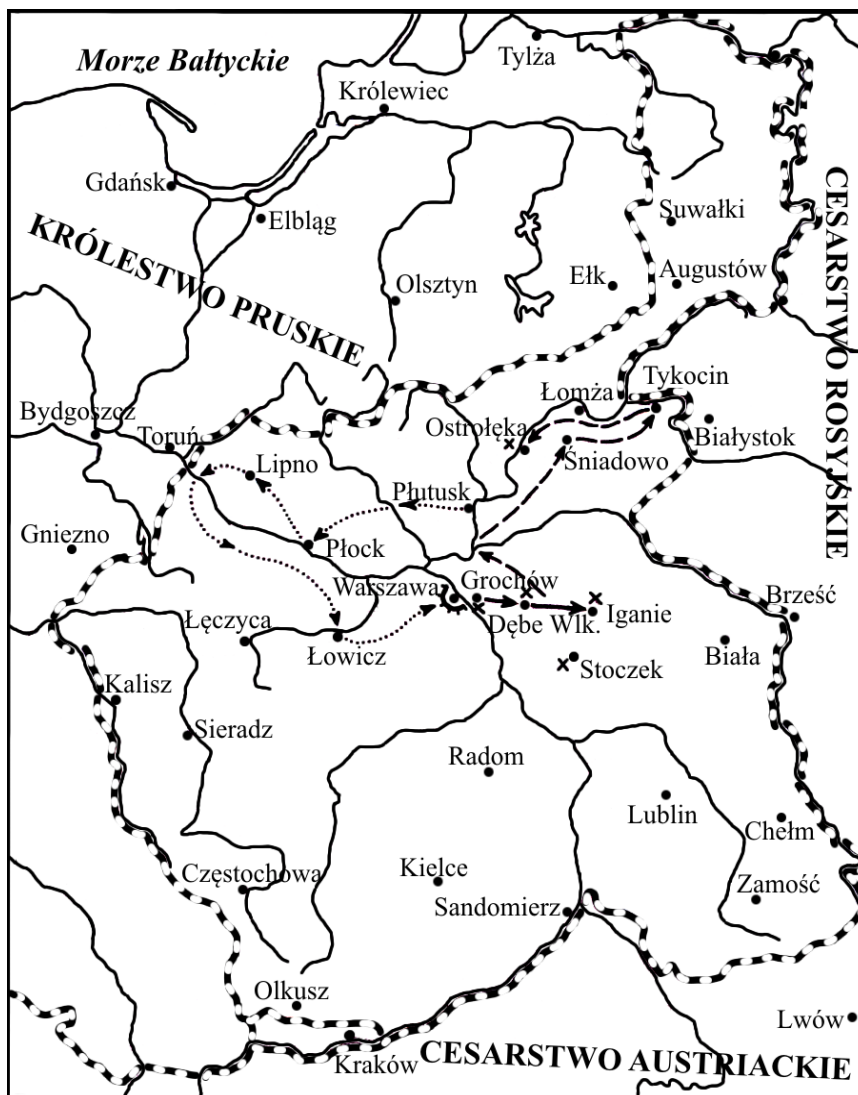 Morze Bałtyckie
Tylża
Królewiec
Gdańsk
Elbląg
KRÓLESTWO PRUSKIE
CESARSTWO ROSYJSKIE
Suwałki
Olsztyn
Ełk
Augustów
Łomża
Tykocin
Bydgoszcz
Toruń
Ostrołęka
Białystok
Lipno
Śniadowo
Płutusk
Gniezno
Płock
Warszawa
Grochów
Brześć
Łęczyca
Dębe Wlk.
Iganie
Łowicz
Biała
Stoczek
Kalisz
Sieradz
Radom
Lublin
Chełm
Częstochowa
Kielce
Zamość
Sandomierz
Olkusz
Lwów
Kraków
CESARSTWO AUSTRIACKIE